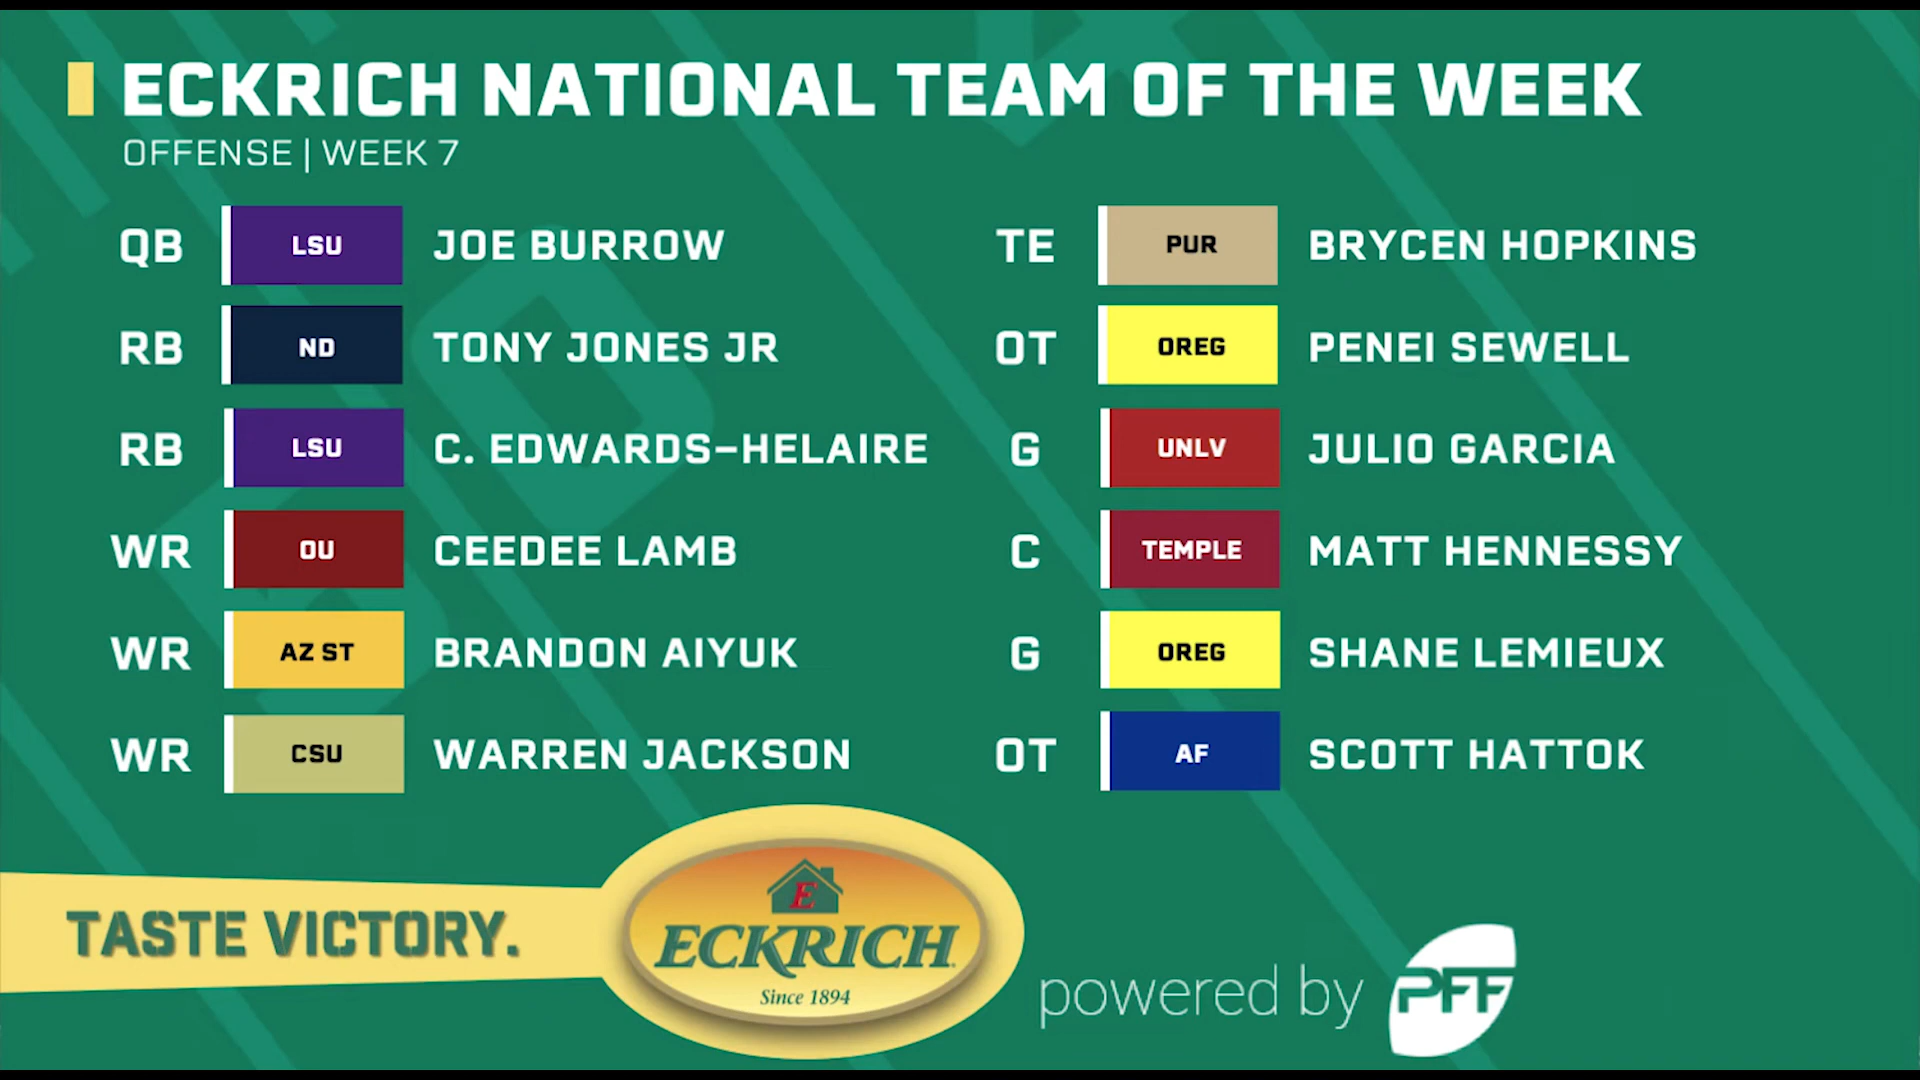 ECKRICH NATIONAL TEAM OF THE WEEK
OFFENSE | WEEK 7
QB LSU JOE BURROW
RB ND TONY JONES JR
RB LSU C. EDWARDS-HELAIRE
WR OU CEEDEE LAMB
WR AZ ST BRANDON AIYUK
WR CSU WARREN JACKSON
TE PUR BRYCEN HOPKINS
OT OREG PENEI SEWELL
G UNLV JULIO GARCIA
C TEMPLE MATT HENNESSY
G OREG SHANE LEMIEUX
OT AF SCOTT HATTOK
TASTE VICTORY.
E
ECKRICH
Since 1894
powered by PFF